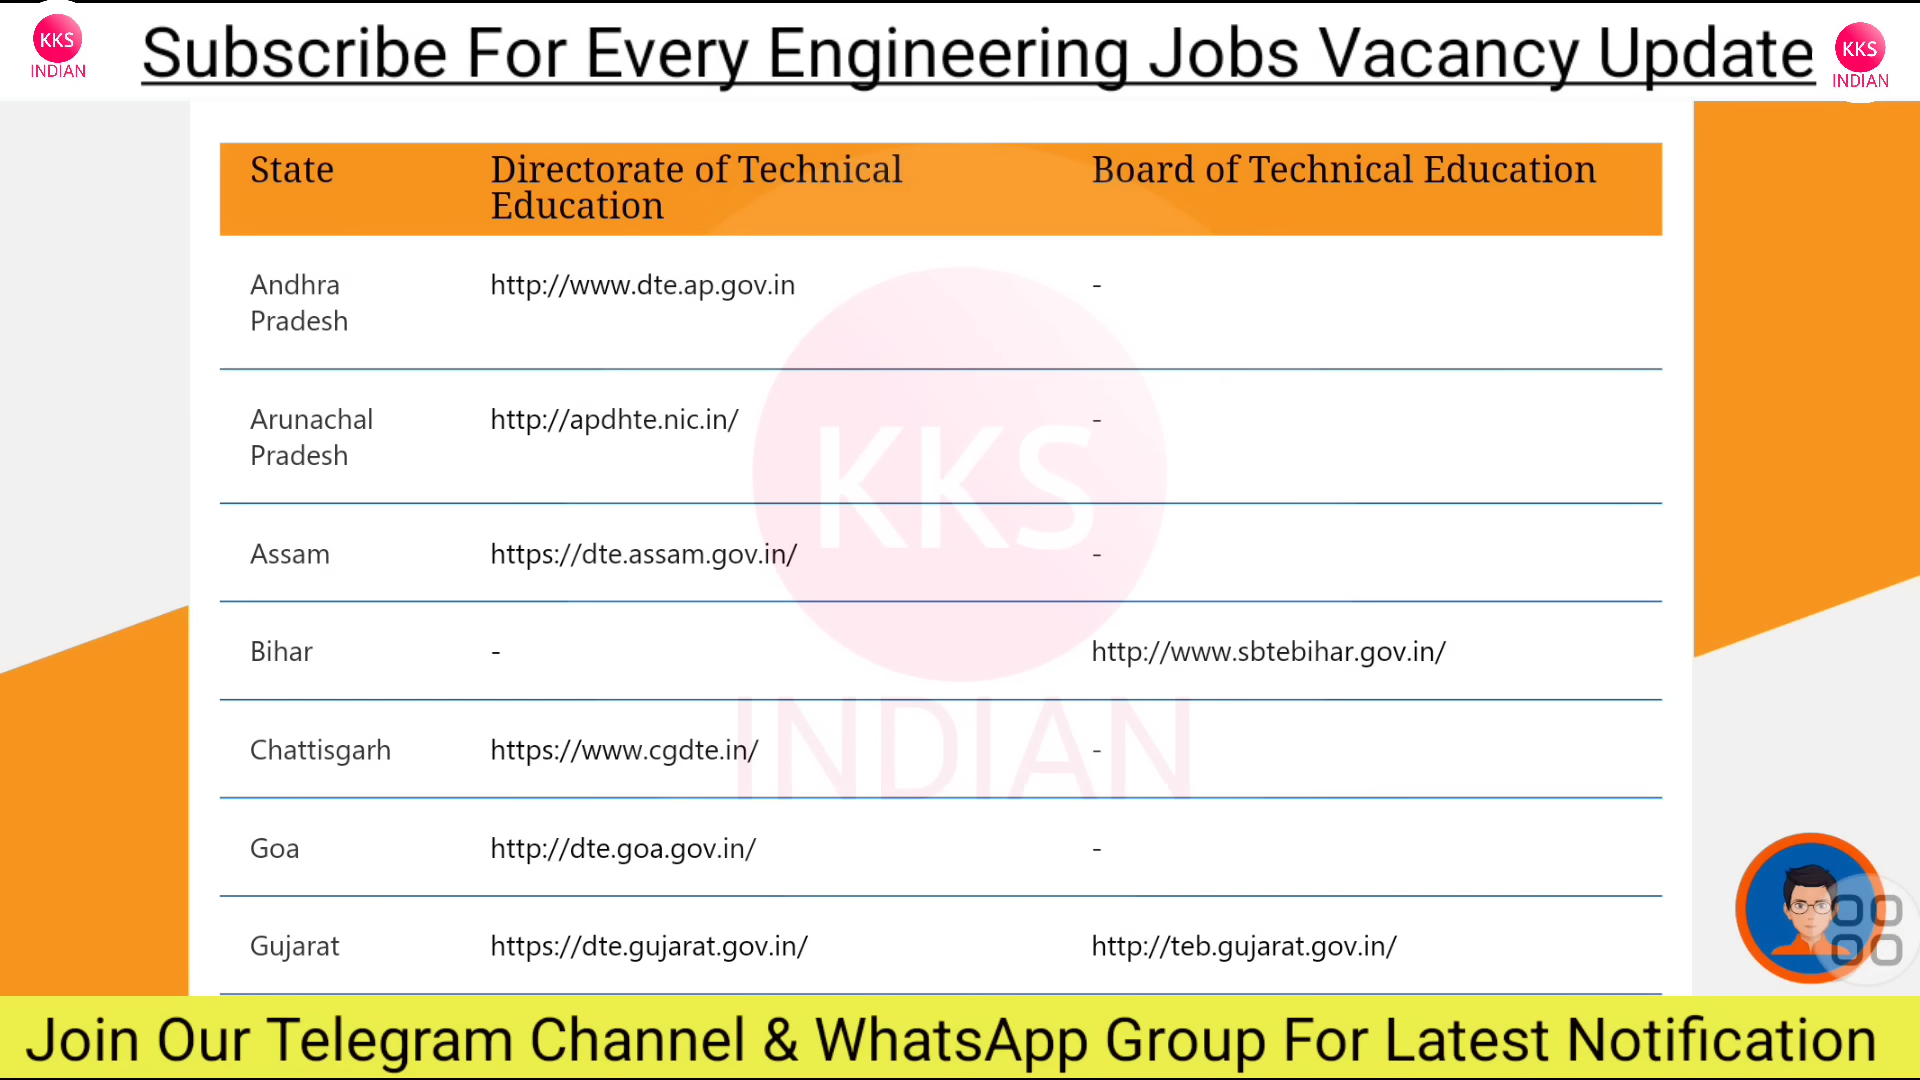 KKS
INDIAN
Subscribe For Every Engineering Jobs Vacancy Update
KKS
INDIAN
State
Directorate of Technical
Education
Board of Technical Education
Andhra
Pradesh
http://www.dte.ap.gov.in
-
Arunachal
Pradesh
http://apdhte.nic.in/
-
Assam
https://dte.assam.gov.in/
-
Bihar
-
http://www.sbtebihar.gov.in/
Chattisgarh
https://www.cgdte.in/
-
Goa
http://dte.goa.gov.in/
-
Gujarat
https://dte.gujarat.gov.in/
http://teb.gujarat.gov.in/
KKS
INDIAN
Join Our Telegram Channel & WhatsApp Group For Latest Notification